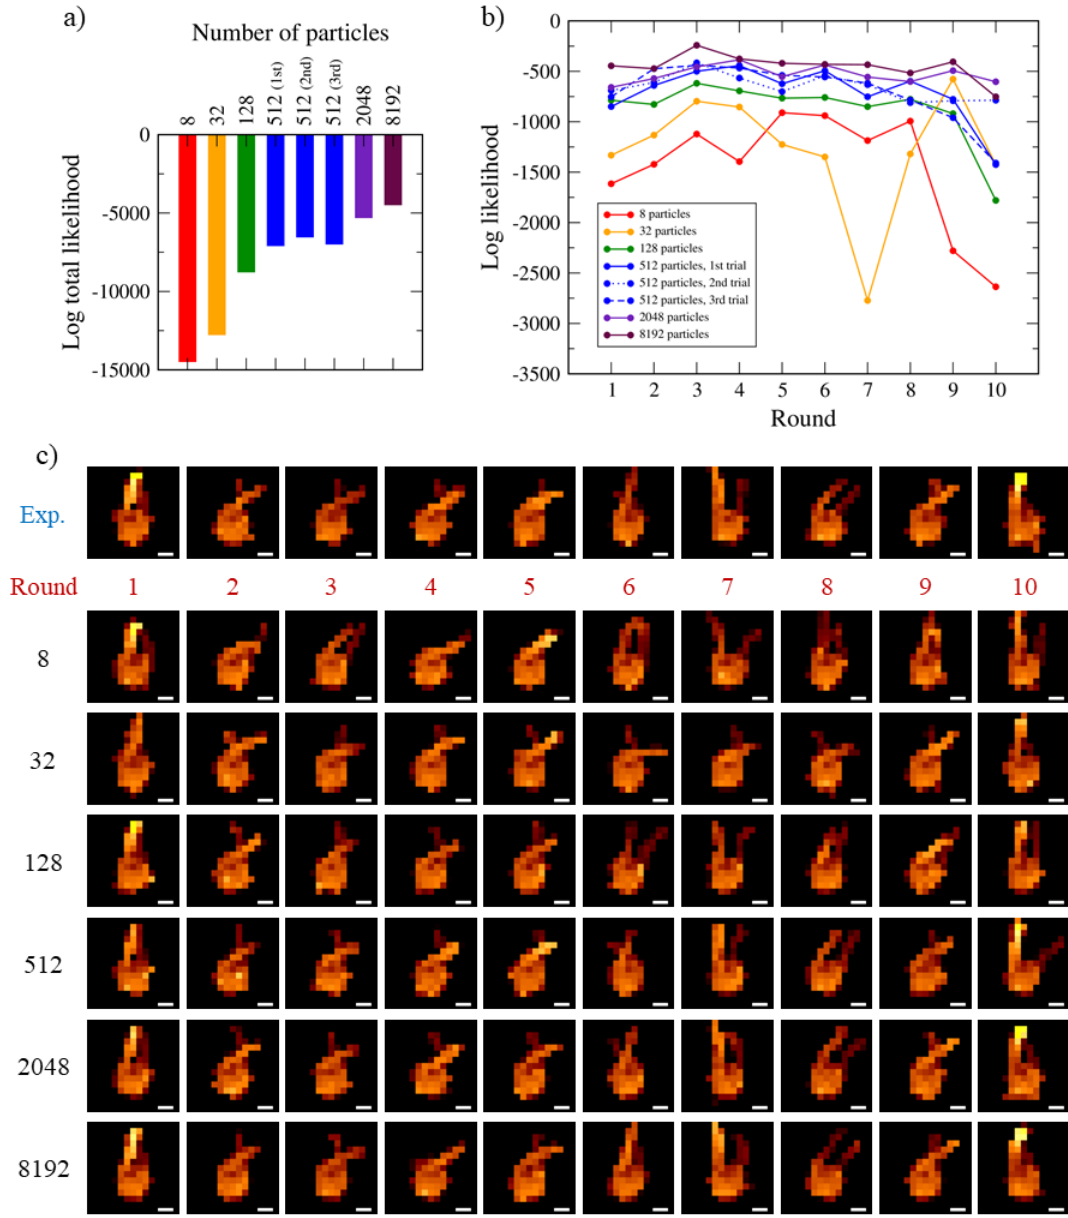 a)
Number of particles
8
32
128
512 (1st)
512 (2nd)
512 (3rd)
2048
8192
0
-5000
-10000
-15000
Log total likelihood
b)
0
-500
-1000
-1500
-2000
-2500
-3000
-3500
Log likelihood
8 particles
32 particles
128 particles
512 particles, 1st trial
512 particles, 2nd trial
512 particles, 3rd trial
2048 particles
8192 particles
1 2 3 4 5 6 7 8 9 10
Round
c)
Exp.
Round 1 2 3 4 5 6 7 8 9 10
8
32
128
512
2048
8192